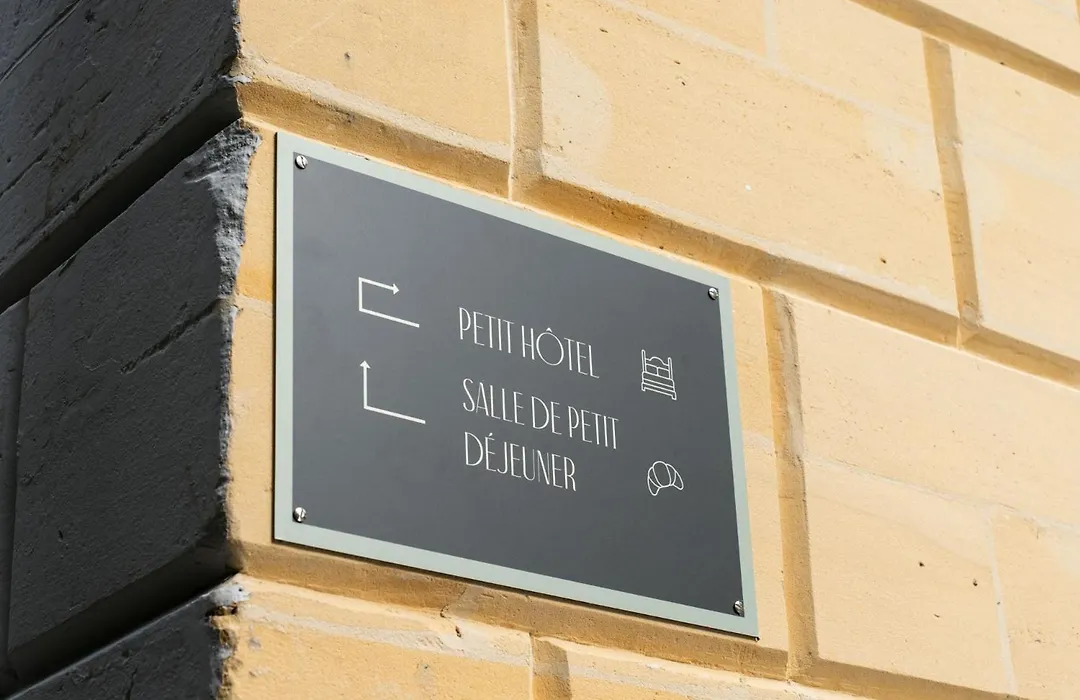 PETIT HÔTEL
SALLE DE PETIT
DÉJEUNER